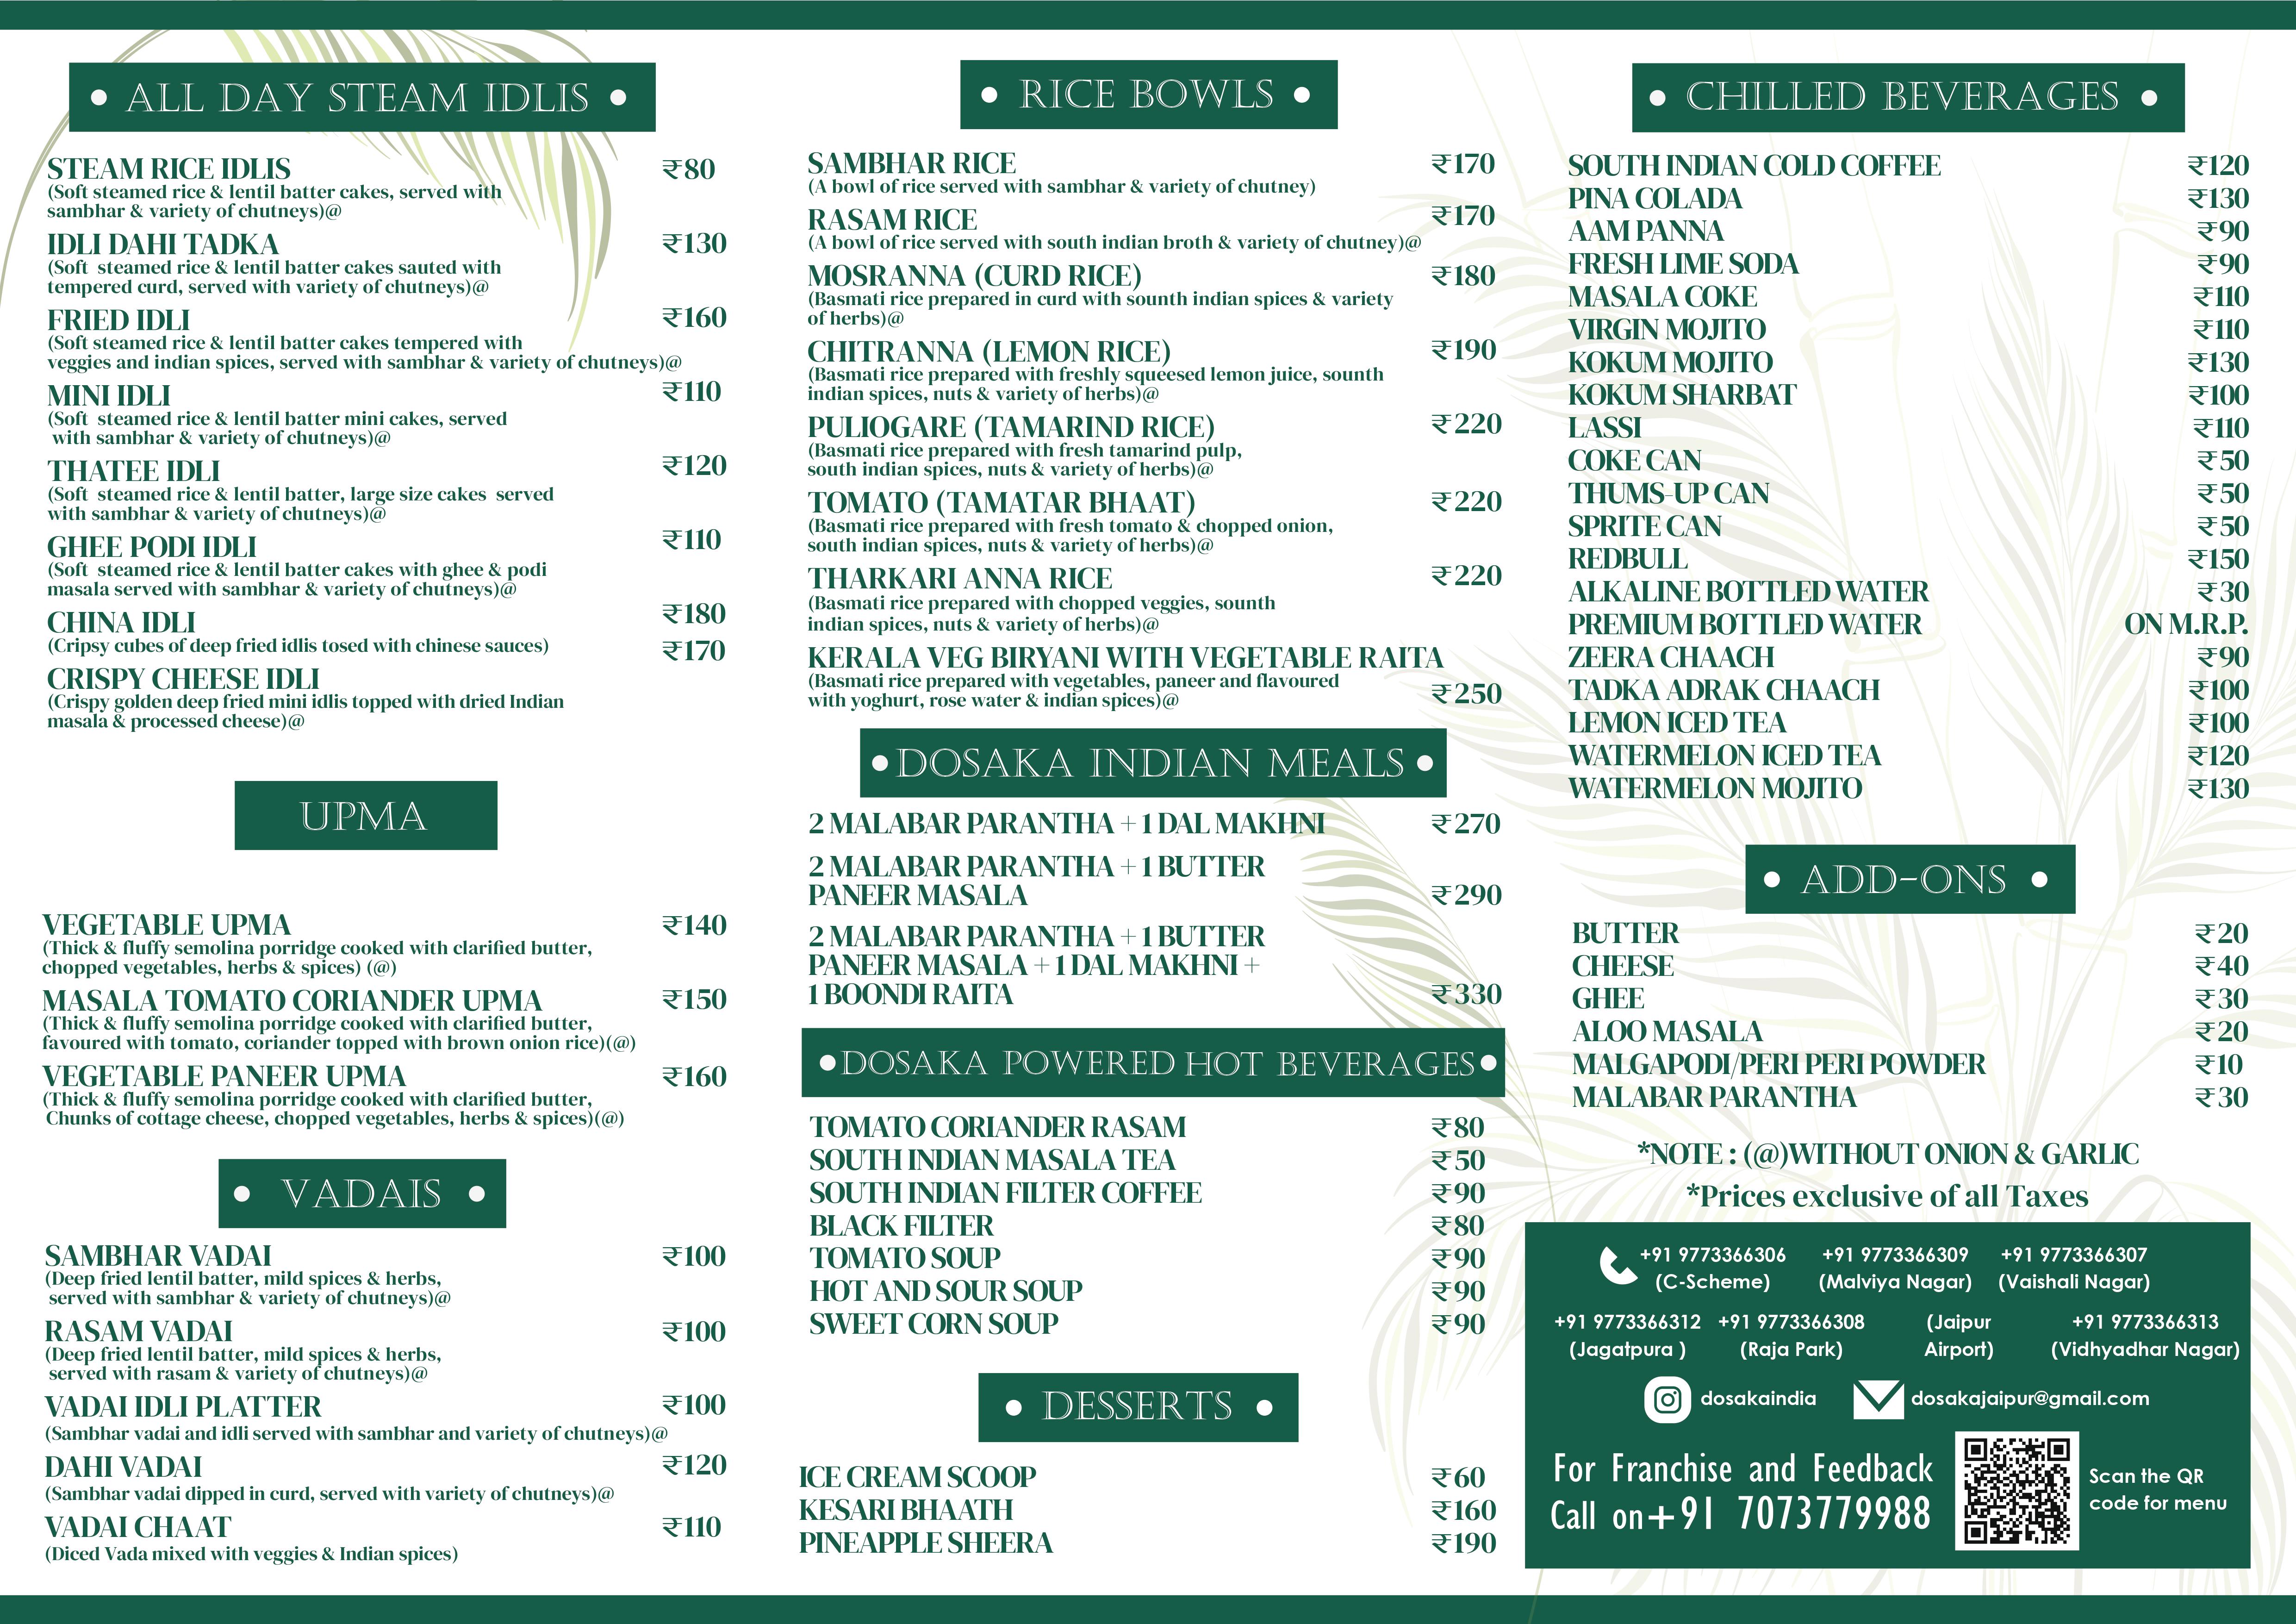 • ALL DAY STEAM IDLIS •
STEAM RICE IDLIS ₹80
(Soft steamed rice & lentil batter cakes, served with
sambhar & variety of chutneys)@
IDLI DAHI TADKA ₹130
(Soft steamed rice & lentil batter cakes sauted with
tempered curd, served with variety of chutneys)@
FRIED IDLI ₹160
(Soft steamed rice & lentil batter cakes tempered with
veggies and indian spices, served with sambhar & variety of chutneys)@
MINI IDLI ₹110
(Soft steamed rice & lentil batter mini cakes, served
with sambhar & variety of chutneys)@
THATEE IDLI ₹120
(Soft steamed rice & lentil batter, large size cakes served
with sambhar & variety of chutneys)@
GHEE PODI IDLI ₹110
(Soft steamed rice & lentil batter cakes with ghee & podi
masala served with sambhar & variety of chutneys)@
CHINA IDLI ₹180
(Cripsy cubes of deep fried idlis tosed with chinese sauces) ₹170
CRISPY CHEESE IDLI
(Crispy golden deep fried mini idlis topped with dried Indian
masala & processed cheese)@
UPMA
VEGETABLE UPMA ₹140
(Thick & fluffy semolina porridge cooked with clarified butter,
chopped vegetables, herbs & spices) (@)
MASALA TOMATO CORIANDER UPMA ₹150
(Thick & fluffy semolina porridge cooked with clarified butter,
favoured with tomato, coriander topped with brown onion rice)(@)
VEGETABLE PANEER UPMA ₹160
(Thick & fluffy semolina porridge cooked with clarified butter,
Chunks of cottage cheese, chopped vegetables, herbs & spices)(@)
• VADAIS •
SAMBHAR VADAI ₹100
(Deep fried lentil batter, mild spices & herbs,
served with sambhar & variety of chutneys)@
RASAM VADAI ₹100
(Deep fried lentil batter, mild spices & herbs,
served with rasam & variety of chutneys)@
VADAI IDLI PLATTER ₹100
(Sambhar vadai and idli served with sambhar and variety of chutneys)@
DAHI VADAI ₹120
(Sambhar vadai dipped in curd, served with variety of chutneys)@
VADAI CHAAT ₹110
(Diced Vada mixed with veggies & Indian spices)
• RICE BOWLS •
SAMBHAR RICE ₹170
(A bowl of rice served with sambhar & variety of chutney)
RASAM RICE ₹170
(A bowl of rice served with south indian broth & variety of chutney)@
MOSRANNA (CURD RICE) ₹180
(Basmati rice prepared in curd with sounth indian spices & variety
of herbs)@
CHITRANNA (LEMON RICE) ₹190
(Basmati rice prepared with freshly squeesed lemon juice, sounth
indian spices, nuts & variety of herbs)@
PULIOGARE (TAMARIND RICE) ₹220
(Basmati rice prepared with fresh tamarind pulp,
south indian spices, nuts & variety of herbs)@
TOMATO (TAMATAR BHAAT) ₹220
(Basmati rice prepared with fresh tomato & chopped onion,
south indian spices, nuts & variety of herbs)@
THARKARI ANNA RICE ₹220
(Basmati rice prepared with chopped veggies, sounth
indian spices, nuts & variety of herbs)@
KERALA VEG BIRYANI WITH VEGETABLE RAITA
(Basmati rice prepared with vegetables, paneer and flavoured
with yoghurt, rose water & indian spices)@ ₹250
• DOSAKA INDIAN MEALS •
2 MALABAR PARANTHA + 1 DAL MAKHNI ₹270
2 MALABAR PARANTHA + 1 BUTTER
PANEER MASALA ₹290
2 MALABAR PARANTHA + 1 BUTTER
PANEER MASALA + 1 DAL MAKHNI +
1 BOONDI RAITA ₹330
• DOSAKA POWERED HOT BEVERAGES •
TOMATO CORIANDER RASAM ₹80
SOUTH INDIAN MASALA TEA ₹50
SOUTH INDIAN FILTER COFFEE ₹90
BLACK FILTER ₹80
TOMATO SOUP ₹90
HOT AND SOUR SOUP ₹90
SWEET CORN SOUP ₹90
• DESSERTS •
ICE CREAM SCOOP ₹60
KESARI BHAATH ₹160
PINEAPPLE SHEERA ₹190
• CHILLED BEVERAGES •
SOUTH INDIAN COLD COFFEE ₹120
PINA COLADA ₹130
AAM PANNA ₹90
FRESH LIME SODA ₹90
MASALA COKE ₹110
VIRGIN MOJITO ₹110
KOKUM MOJITO ₹130
KOKUM SHARBAT ₹100
LASSI ₹110
COKE CAN ₹50
THUMS-UP CAN ₹50
SPRITE CAN ₹50
REDBULL ₹150
ALKALINE BOTTLED WATER ₹30
PREMIUM BOTTLED WATER ON M.R.P.
ZEERA CHAACH ₹90
TADKA ADRAK CHAACH ₹100
LEMON ICED TEA ₹100
WATERMELON ICED TEA ₹120
WATERMELON MOJITO ₹130
• ADD-ONS •
BUTTER ₹20
CHEESE ₹40
GHEE ₹30
ALOO MASALA ₹20
MALGAPODI/PERI PERI POWDER ₹10
MALABAR PARANTHA ₹30
*NOTE : (@)WITHOUT ONION & GARLIC
*Prices exclusive of all Taxes
+91 9773366306 +91 9773366309 +91 9773366307
(C-Scheme) (Malviya Nagar) (Vaishali Nagar)
+91 9773366312 +91 9773366308 (Jaipur +91 9773366313
(Jagatpura ) (Raja Park) Airport) (Vidhyadhar Nagar)
dosakaindia dosakajaipur@gmail.com
For Franchise and Feedback
Call on+91 7073779988
Scan the QR
code for menu